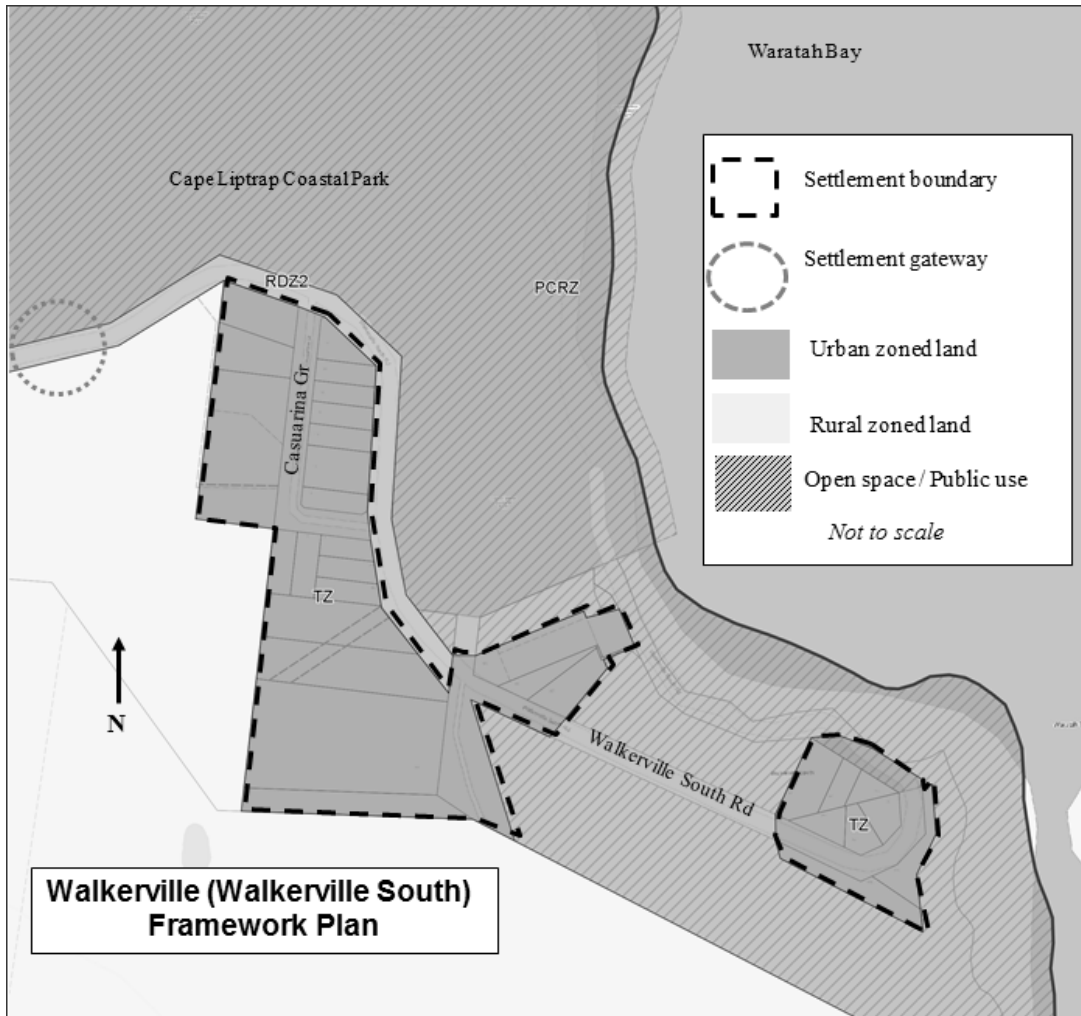 Waratah Bay
Cape Liptrap Coastal Park
Settlement boundary
Settlement gateway
Urban zoned land
Rural zoned land
Open space / Public use
Not to scale
RDZ2
PCRZ
Casuarina Gr
TZ
N
Walkerville South Rd
TZ
Walkerville (Walkerville South)
Framework Plan